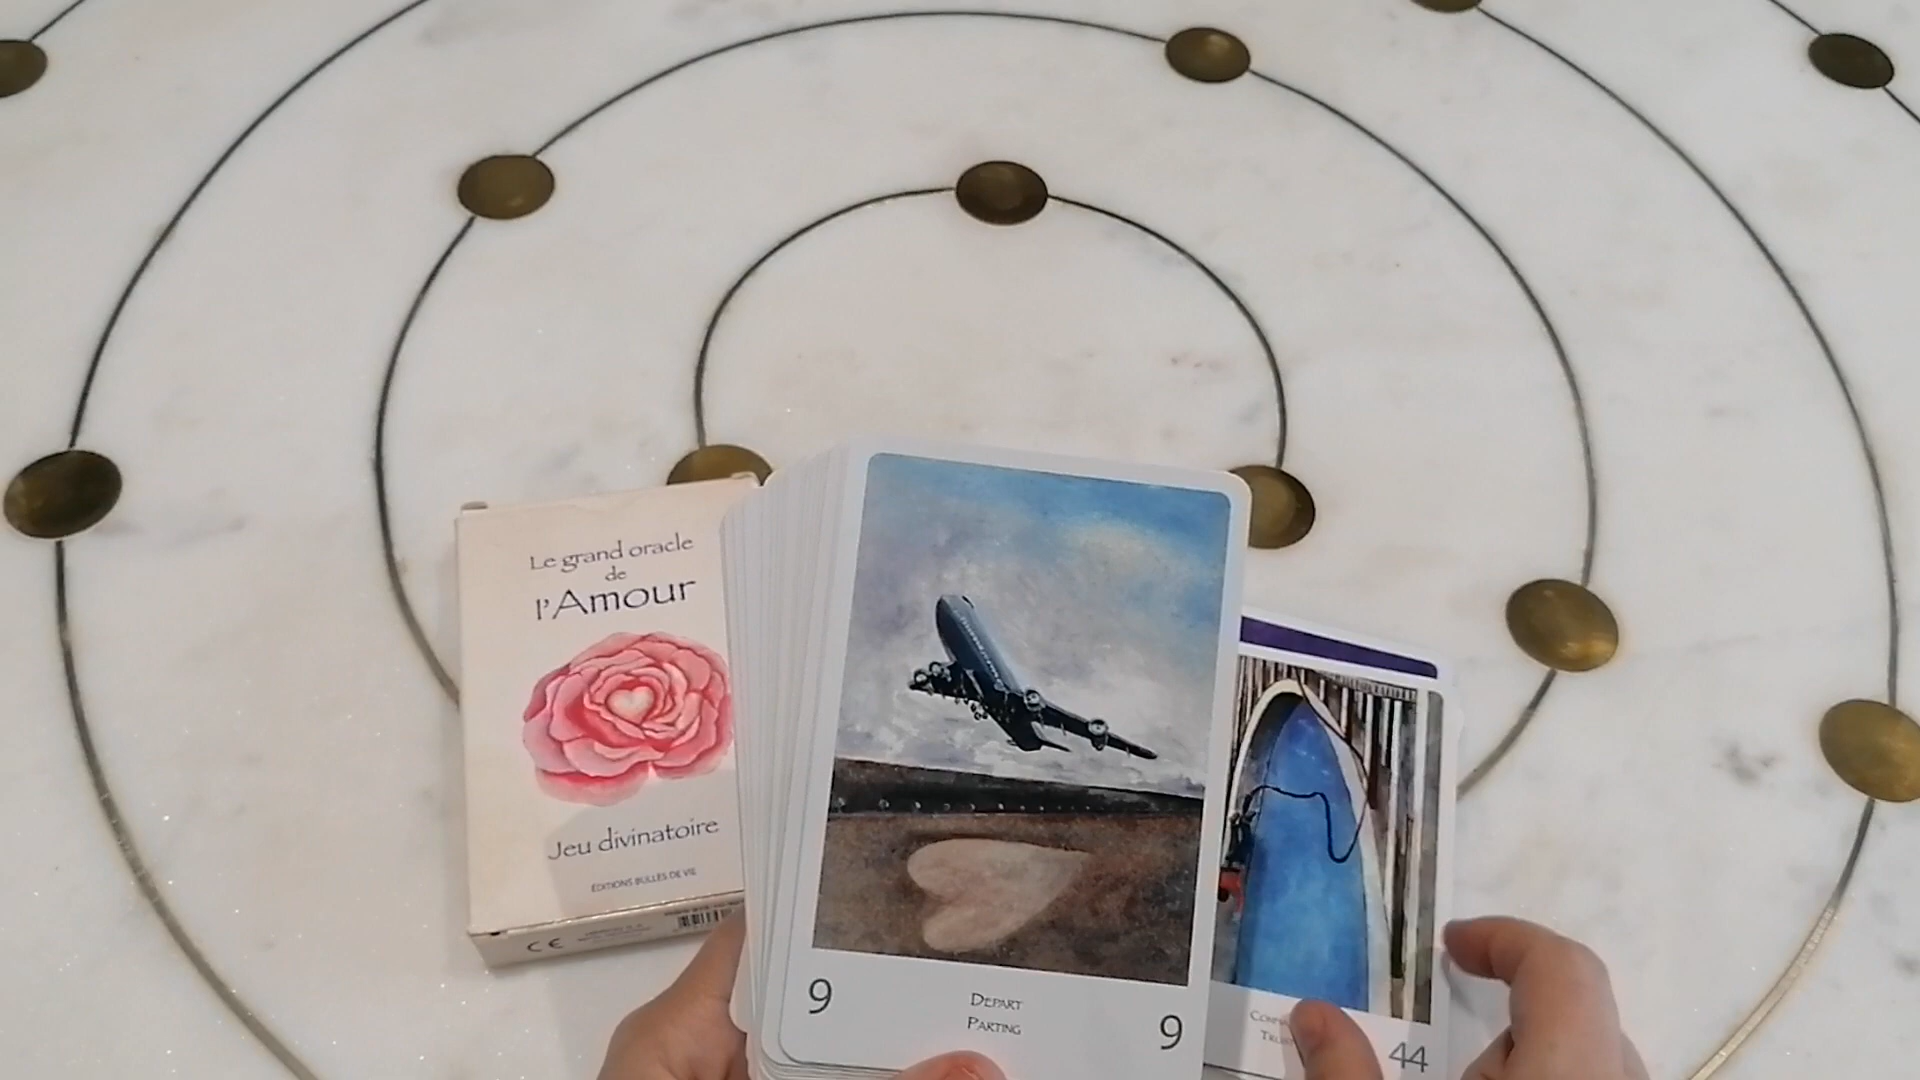 Le grand oracle
de
l'Amour
Jeu divinatoire
ÉDITIONS BULLES DE VIE
CE
9
DEPART
PARTING
9
44